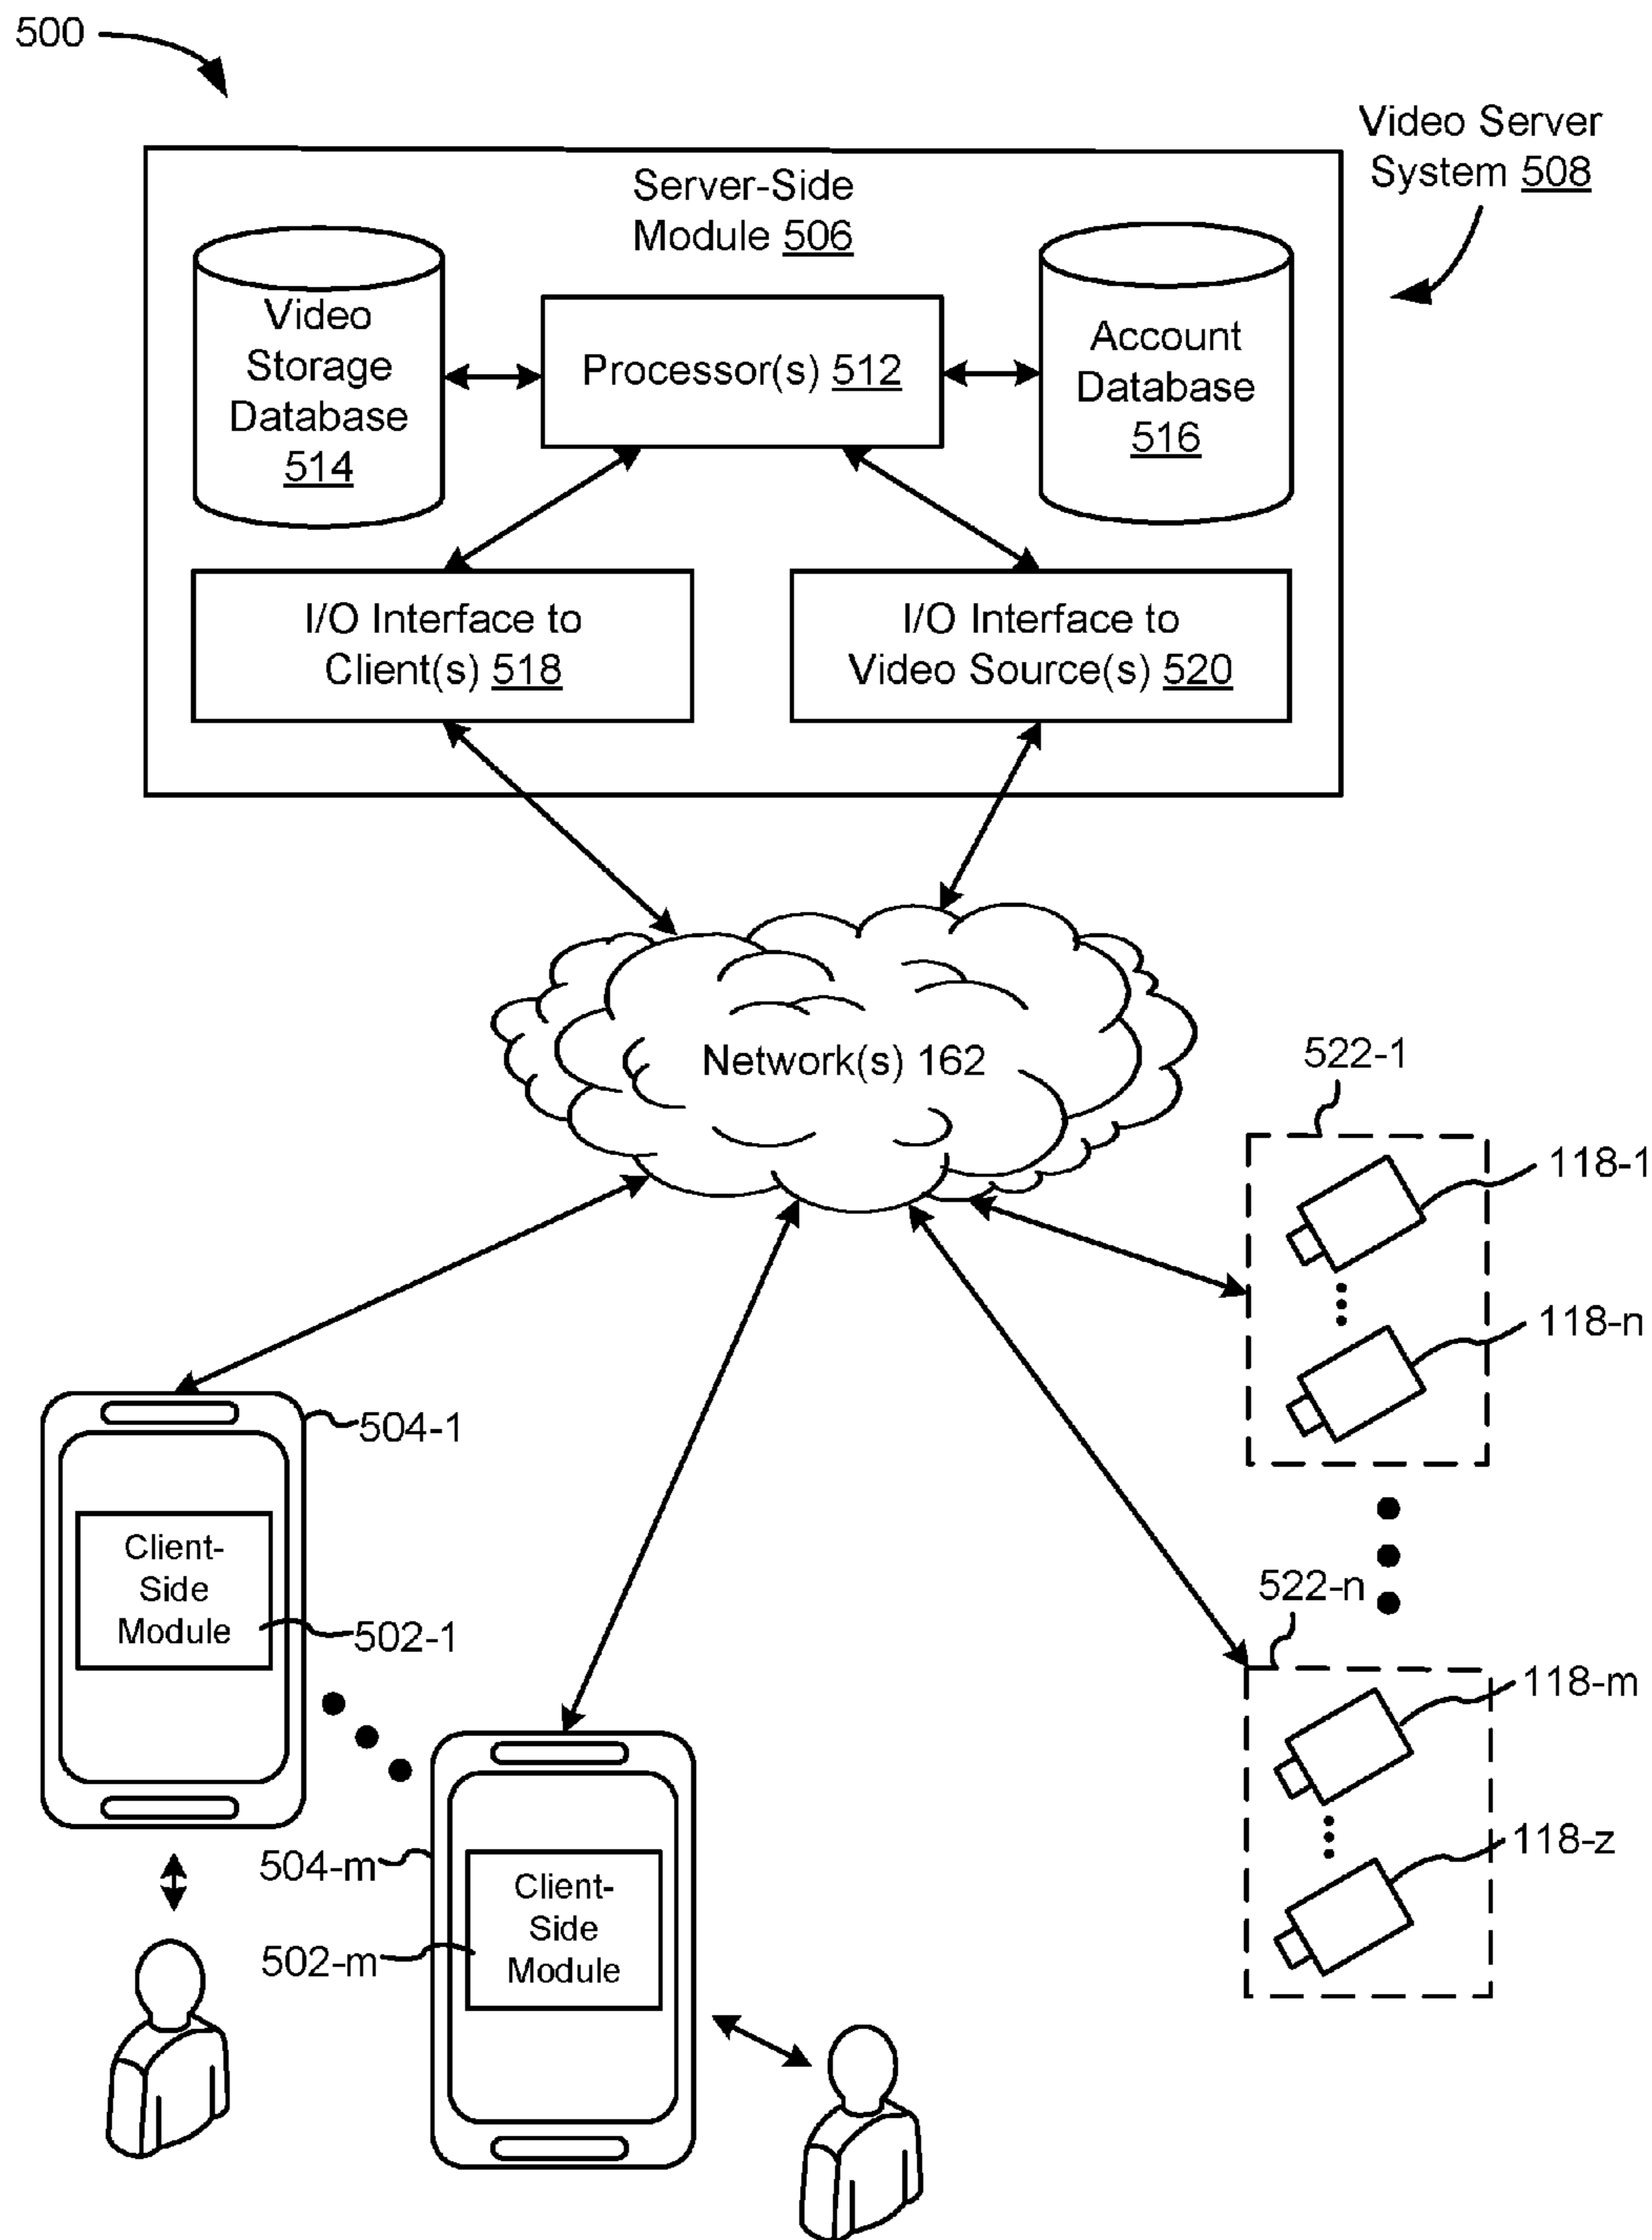 500
Video Server
System 508
Server-Side
Module 506
Video
Storage
Database
514
Processor(s) 512
Account
Database
516
I/O Interface to
Client(s) 518
I/O Interface to
Video Source(s) 520
Network(s) 162
522-1
118-1
118-n
504-1
Client-
Side
Module
502-1
522-n
118-m
118-z
504-m
Client-
Side
Module
502-m